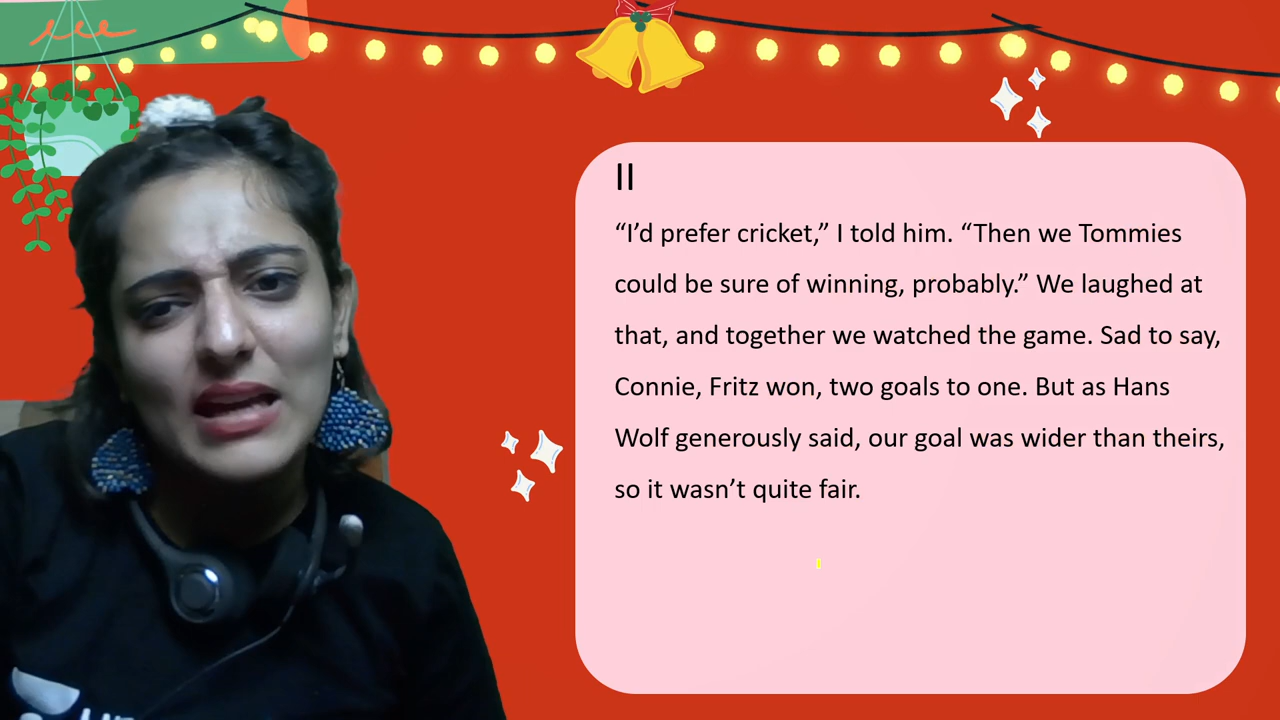 II
“I’d prefer cricket,” I told him. “Then we Tommies
could be sure of winning, probably.” We laughed at
that, and together we watched the game. Sad to say,
Connie, Fritz won, two goals to one. But as Hans
Wolf generously said, our goal was wider than theirs,
so it wasn’t quite fair.